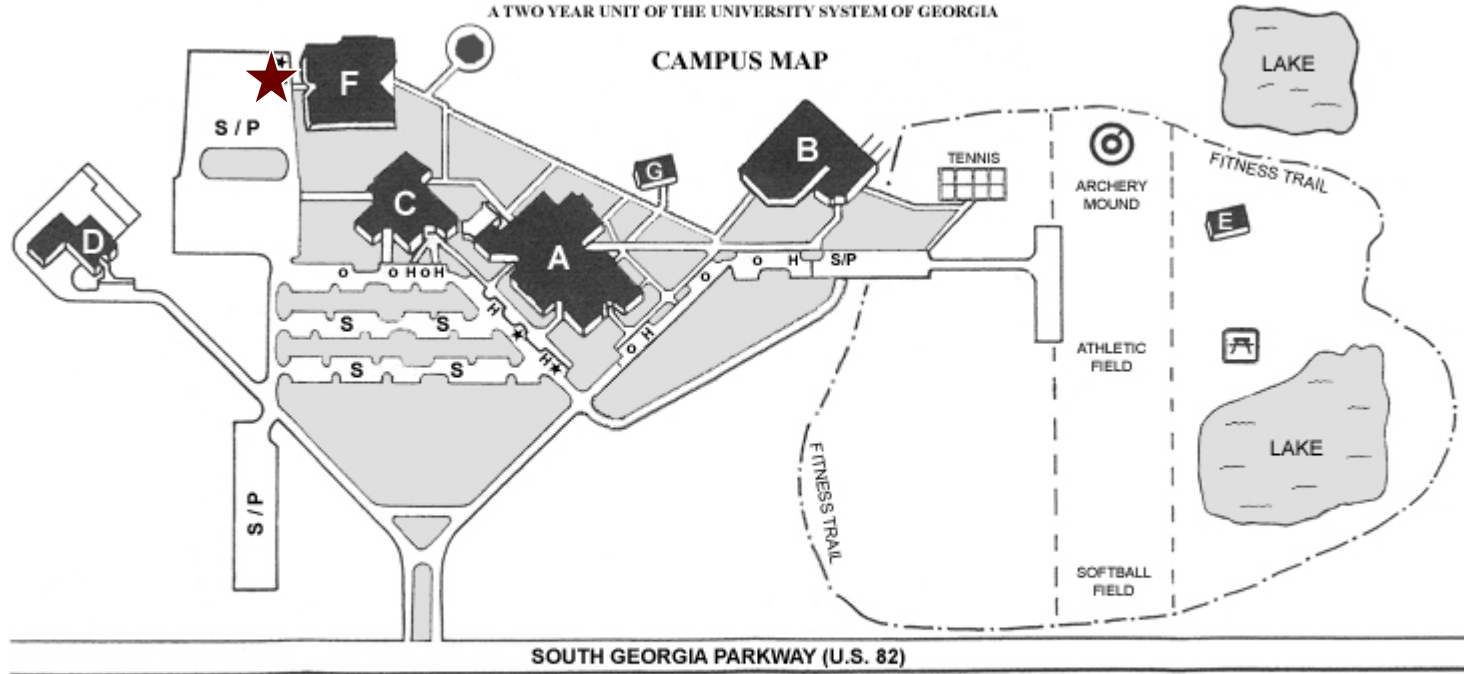 A TWO YEAR UNIT OF THE UNIVERSITY SYSTEM OF GEORGIA
CAMPUS MAP
LAKE
F
S / P
B
G
TENNIS
FITNESS TRAIL
ARCHERY
MOUND
C
E
D
A
O
O H O H
O
O
H
S/P
H
S
S
O
H
ATHLETIC
FIELD
H
S
S
LAKE
FITNESS TRAIL
S / P
SOFTBALL
FIELD
SOUTH GEORGIA PARKWAY (U.S. 82)